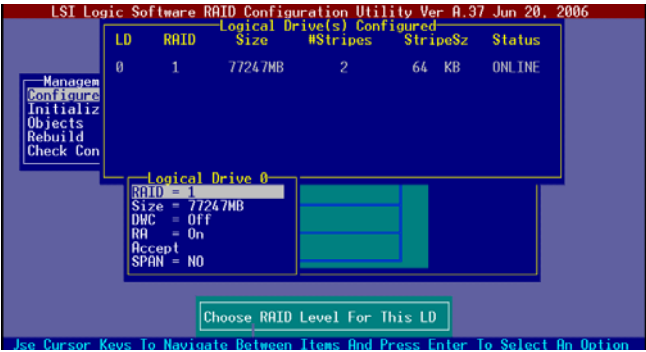 LSI Logic Software RAID Configuration Utility Ver A.37 Jun 20, 2006
Logical Drive(s) Configured
LD RAID Size #Stripes StripeSz Status
0 1 77247MB 2 64 KB ONLINE
Managem
Configure
Initializ
Objects
Rebuild
Check Con
Logical Drive 0
RAID = 1
Size = 77247MB
DWC = Off
RA = On
Accept
SPAN = NO
Choose RAID Level For This LD
Use Cursor Keys To Navigate Between Items And Press Enter To Select An Option